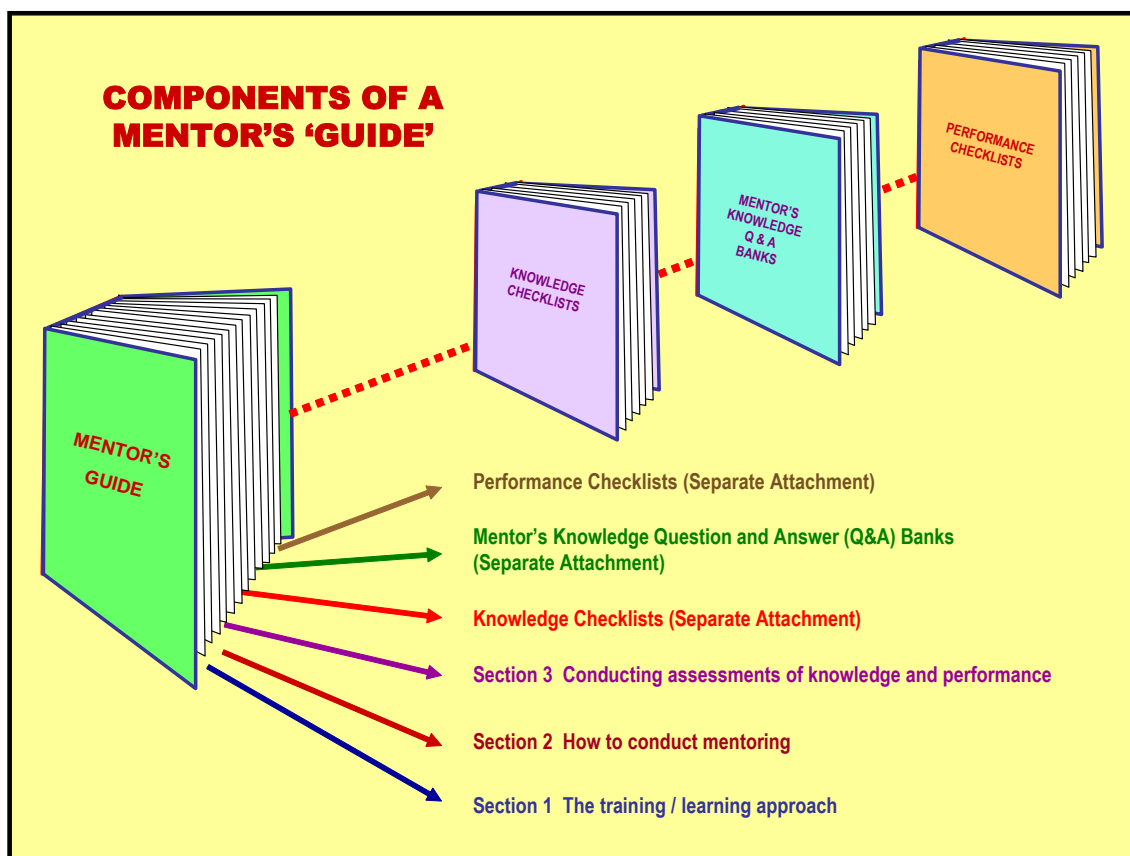 COMPONENTS OF A
MENTOR’S ‘GUIDE’
PERFORMANCE
CHECKLISTS
MENTOR’S
KNOWLEDGE
Q & A
BANKS
KNOWLEDGE
CHECKLISTS
MENTOR’S
GUIDE
Performance Checklists (Separate Attachment)
Mentor’s Knowledge Question and Answer (Q&A) Banks
(Separate Attachment)
Knowledge Checklists (Separate Attachment)
Section 3  Conducting assessments of knowledge and performance
Section 2  How to conduct mentoring
Section 1  The training / learning approach